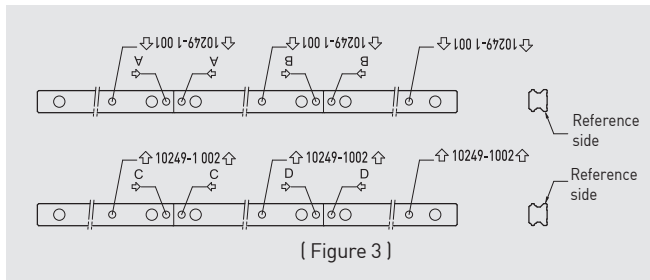 10249-1 001 10249-1 001 10249-1 001
A A B B
Reference
side
10249-1 002 10249-1002 10249-1002
C C D D
Reference
side
( Figure 3 )